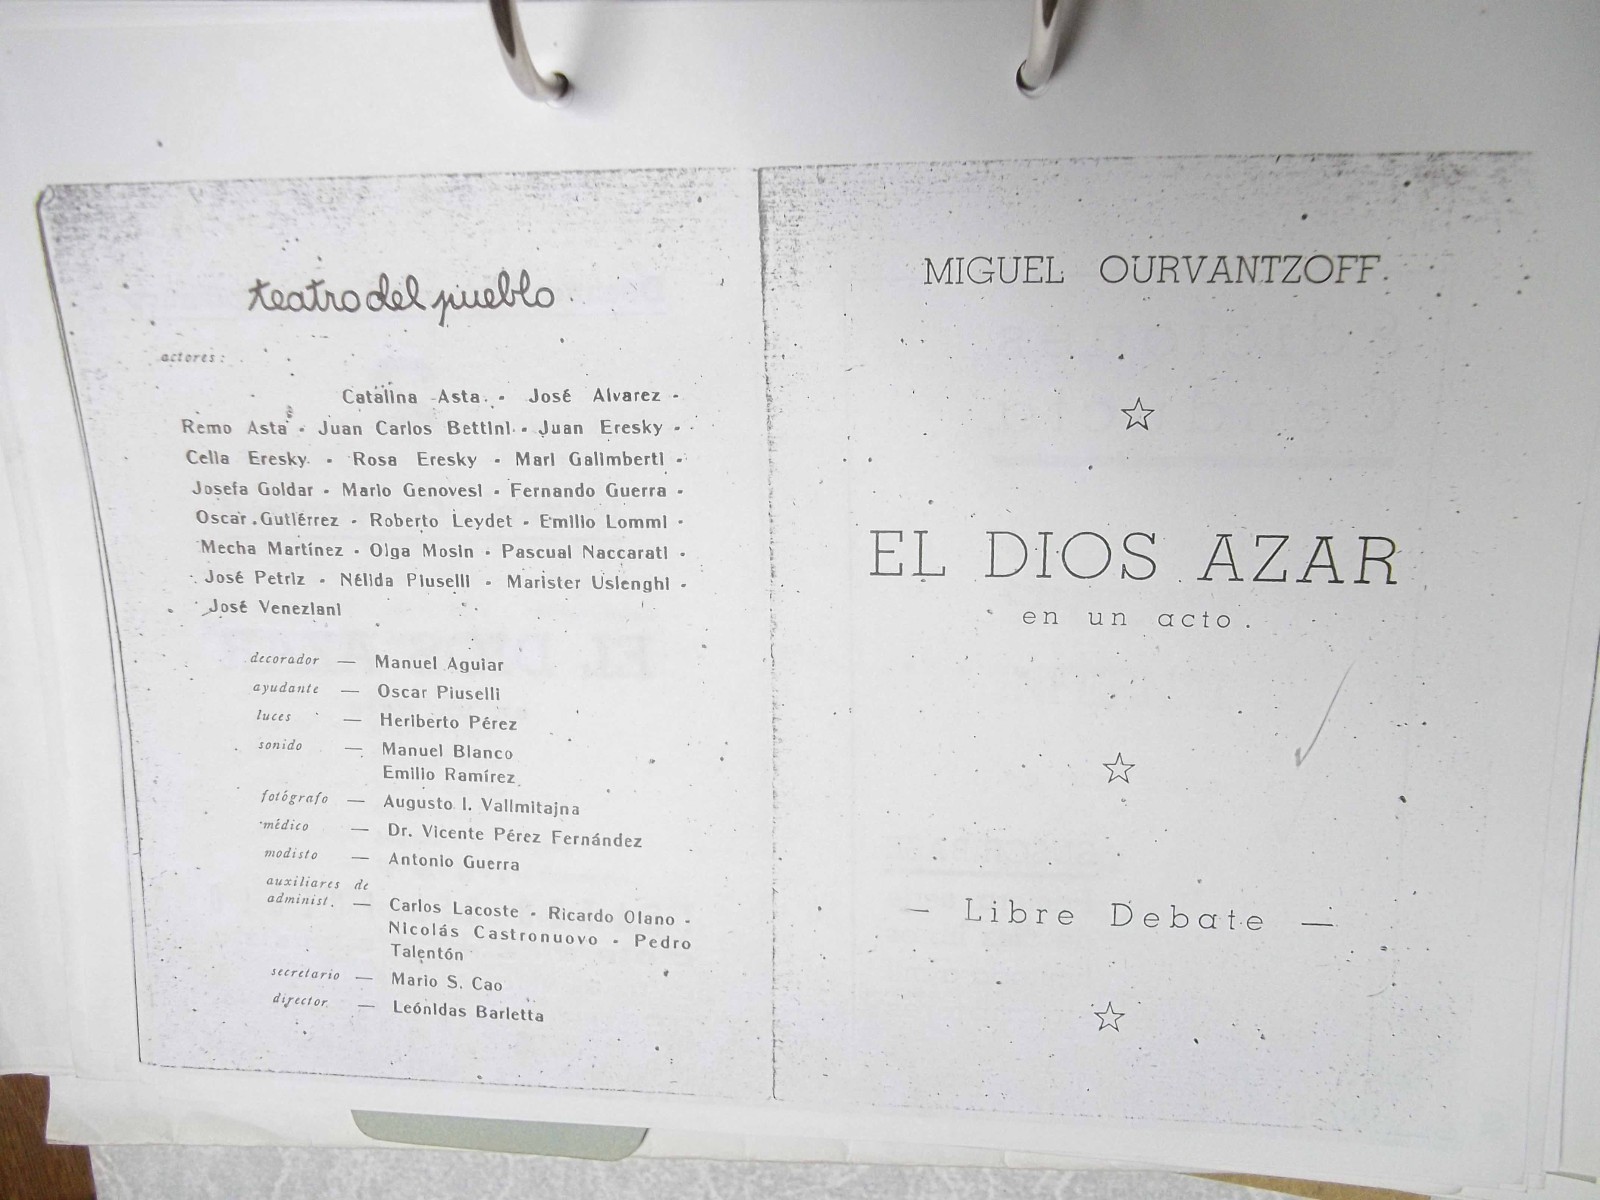 teatro del pueblo
actores:
Catalina Asta - José Alvarez -
Remo Asta - Juan Carlos Bettini - Juan Eresky -
Celia Eresky - Rosa Eresky - Mari Galimberti -
Josefa Goldar - Mario Genovesi - Fernando Guerra -
Oscar Gutiérrez - Roberto Leydet - Emilio Lommi -
Mecha Martínez - Olga Mosin - Pascual Naccarati -
José Petriz - Nélida Piuselli - Marister Uslenghi -
José Veneziani
decorador — Manuel Aguiar
ayudante — Oscar Piuselli
luces — Heriberto Pérez
sonido — Manuel Blanco
Emilio Ramírez
fotógrafo — Augusto I. Vallmitajna
médico — Dr. Vicente Pérez Fernández
modisto — Antonio Guerra
auxiliares de
administ. — Carlos Lacoste - Ricardo Olano -
Nicolás Castronuovo - Pedro
Talentón
secretario — Mario S. Cao
director — Leónidas Barletta
MIGUEL OURVANTZOFF
EL DIOS AZAR
en un acto.
— Libre Debate —